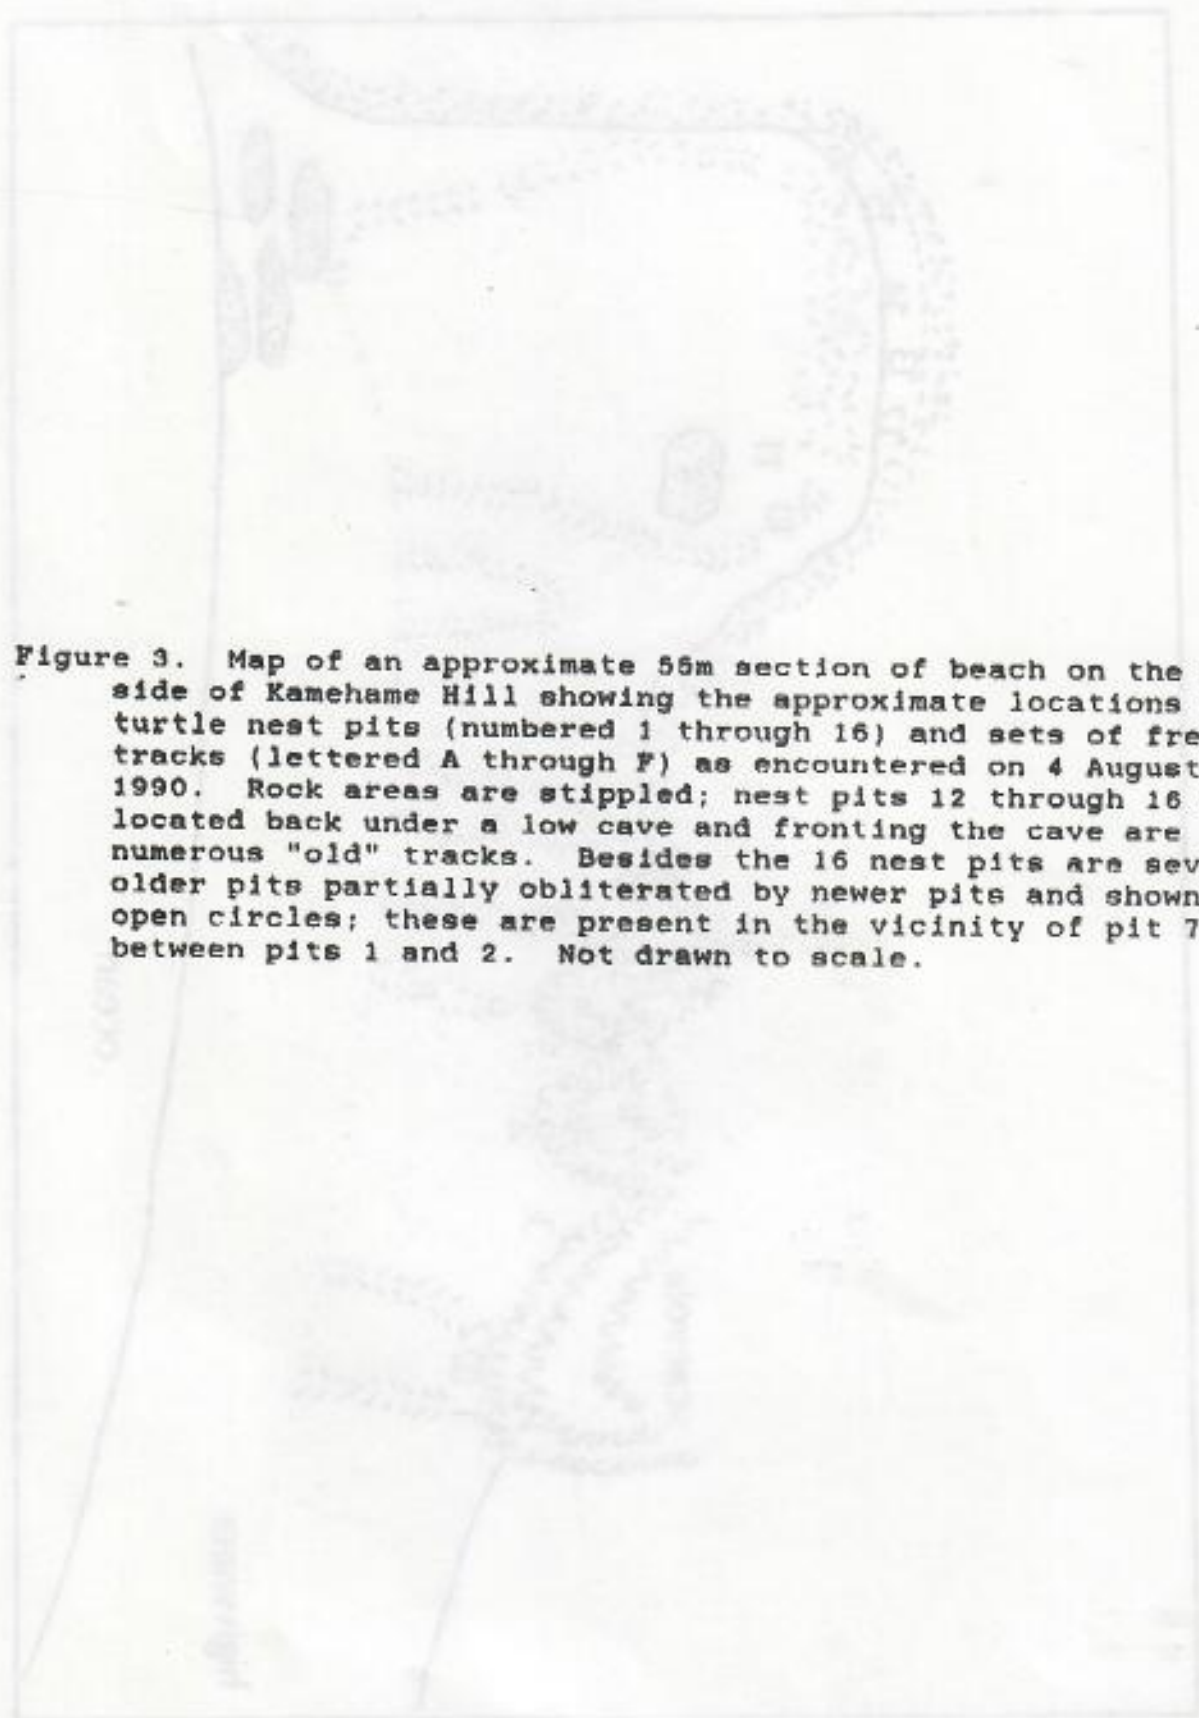 Figure 3. Map of an approximate 55m section of beach on the
side of Kamehame Hill showing the approximate locations
turtle nest pits (numbered 1 through 16) and sets of fre
tracks (lettered A through F) as encountered on 4 August
1990. Rock areas are stippled; nest pits 12 through 16
located back under a low cave and fronting the cave are
numerous "old" tracks. Besides the 16 nest pits are sev
older pits partially obliterated by newer pits and shown
open circles; these are present in the vicinity of pit 7
between pits 1 and 2. Not drawn to scale.